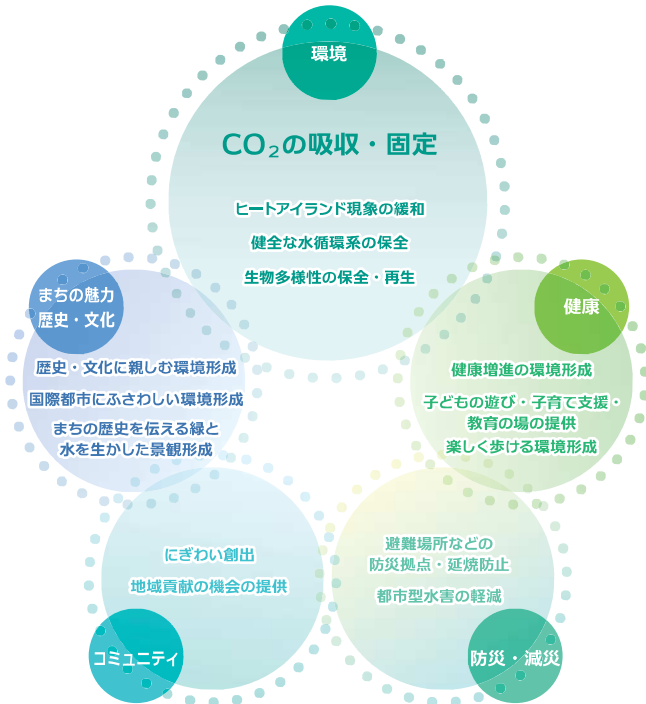 環境
CO₂の吸収・固定
ヒートアイランド現象の緩和
健全な水循環系の保全
生物多様性の保全・再生
まちの魅力
歴史・文化
歴史・文化に親しむ環境形成
国際都市にふさわしい環境形成
まちの歴史を伝える緑と
水を生かした景観形成
健康
健康増進の環境形成
子どもの遊び・子育て支援・
教育の場の提供
楽しく歩ける環境形成
にぎわい創出
地域貢献の機会の提供
コミュニティ
避難場所などの
防災拠点・延焼防止
都市型水害の軽減
防災・減災